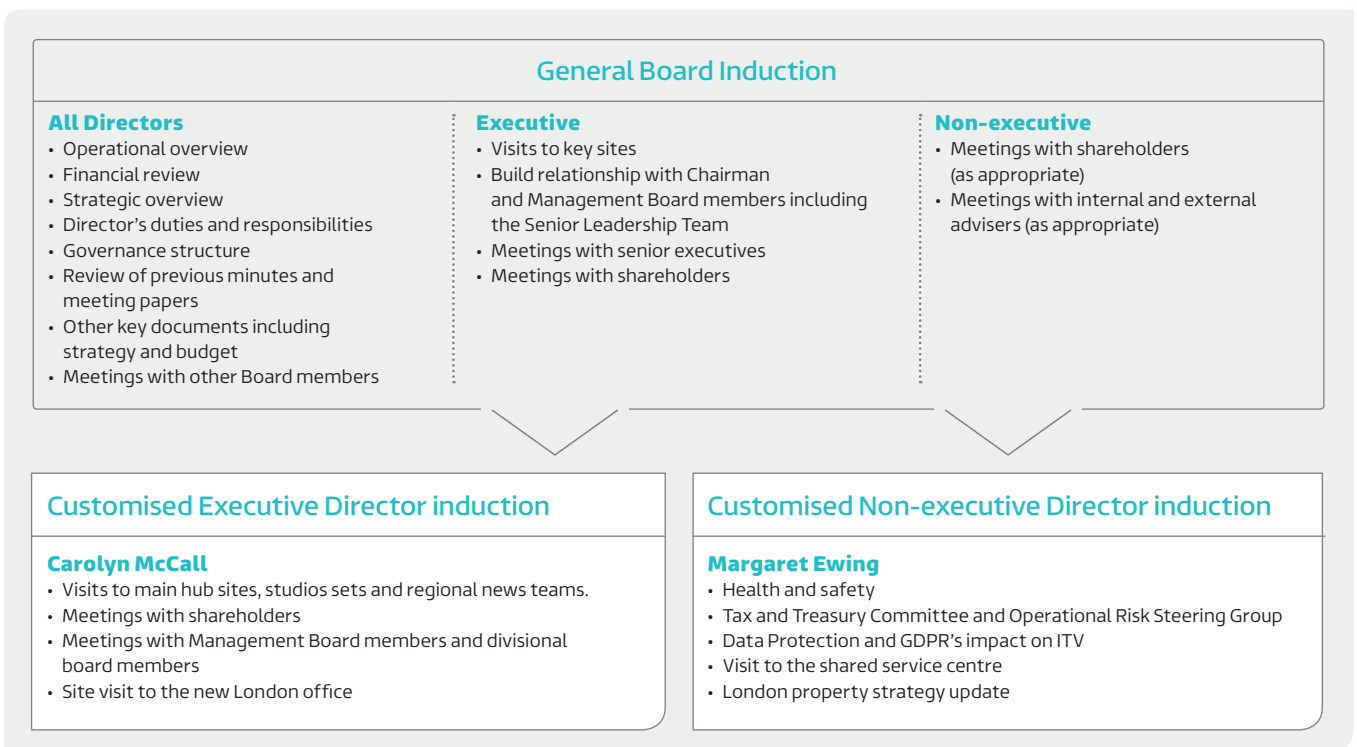 General Board Induction
All Directors
• Operational overview
• Financial review
• Strategic overview
• Director's duties and responsibilities
• Governance structure
• Review of previous minutes and
meeting papers
• Other key documents including
strategy and budget
• Meetings with other Board members
Executive
• Visits to key sites
• Build relationship with Chairman
and Management Board members including
the Senior Leadership Team
• Meetings with senior executives
• Meetings with shareholders
Non-executive
• Meetings with shareholders
(as appropriate)
• Meetings with internal and external
advisers (as appropriate)
Customised Executive Director induction
Carolyn McCall
• Visits to main hub sites, studios sets and regional news teams.
• Meetings with shareholders
• Meetings with Management Board members and divisional
board members
• Site visit to the new London office
Customised Non-executive Director induction
Margaret Ewing
• Health and safety
• Tax and Treasury Committee and Operational Risk Steering Group
• Data Protection and GDPR's impact on ITV
• Visit to the shared service centre
• London property strategy update